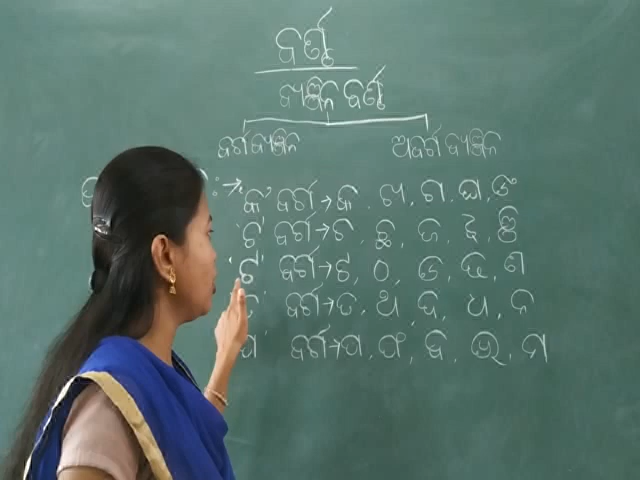 ବର୍ଣ୍ଣ
ବ୍ୟଞ୍ଜନ ବର୍ଣ୍ଣ
ବର୍ଗ୍ୟ ବ୍ୟଞ୍ଜନ ଅବର୍ଗ୍ୟ ବ୍ୟଞ୍ଜନ
'କ' ବର୍ଗ → କ, ଖ, ଗ, ଘ, ଙ
'ଚ' ବର୍ଗ → ଚ, ଛ, ଜ, ଝ, ଞ
'ଟ' ବର୍ଗ → ଟ, ଠ, ଡ, ଢ, ଣ
ବର୍ଗ → ତ, ଥ, ଦ, ଧ, ନ
ବର୍ଗ → ପ, ଫ, ବ, ଭ, ମ